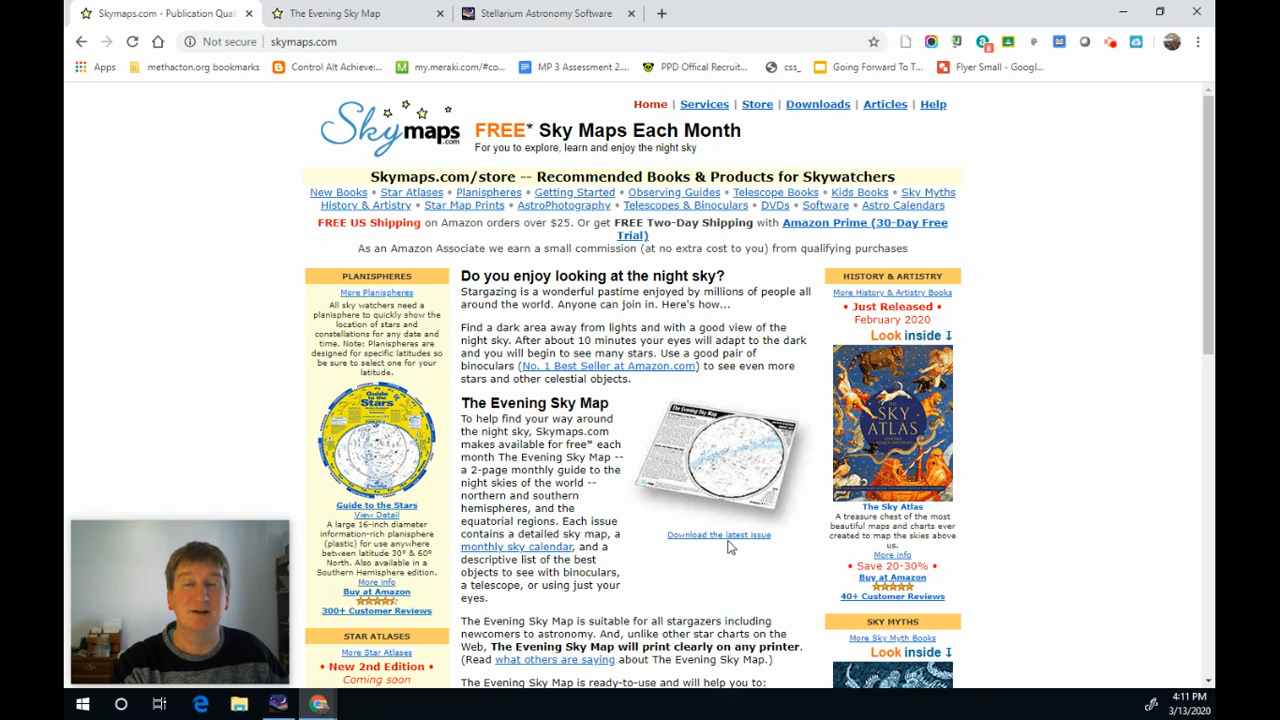 Skymaps.com - Publication Quali
The Evening Sky Map
Stellarium Astronomy Software
Not secure | skymaps.com
Apps
methacton.org bookmarks
Control Alt Achieve:...
my.meraki.com/#co...
MP 3 Assessment 2....
PPD Offical Recruit...
css_
Going Forward To T...
Flyer Small - Googl...
Home | Services | Store | Downloads | Articles | Help
Skymaps.com
FREE* Sky Maps Each Month
For you to explore, learn and enjoy the night sky
Skymaps.com/store -- Recommended Books & Products for Skywatchers
New Books • Star Atlases • Planispheres • Getting Started • Observing Guides • Telescope Books • Kids Books • Sky Myths
History & Artistry • Star Map Prints • AstroPhotography • Telescopes & Binoculars • DVDs • Software • Astro Calendars
FREE US Shipping on Amazon orders over $25. Or get FREE Two-Day Shipping with Amazon Prime (30-Day Free
Trial)
As an Amazon Associate we earn a small commission (at no extra cost to you) from qualifying purchases
PLANISPHERES
More Planispheres
All sky watchers need a
planisphere to quickly show the
location of stars and
constellations for any date and
time. Note: Planispheres are
designed for specific latitudes so
be sure to select one for your
latitude.
Guide to the
Stars
Guide to the Stars
View Detail
A large 16-inch diameter
information-rich planisphere
(plastic) for use anywhere
between latitude 30° & 60°
North. Also available in a
Southern Hemisphere edition.
More info
Buy at Amazon
300+ Customer Reviews
STAR ATLASES
More Star Atlases
• New 2nd Edition •
Coming soon
Do you enjoy looking at the night sky?
Stargazing is a wonderful pastime enjoyed by millions of people all
around the world. Anyone can join in. Here's how...
Find a dark area away from lights and with a good view of the
night sky. After about 10 minutes your eyes will adapt to the dark
and you will begin to see many stars. Use a good pair of
binoculars (No. 1 Best Seller at Amazon.com) to see even more
stars and other celestial objects.
The Evening Sky Map
To help find your way around
the night sky, Skymaps.com
makes available for free* each
month The Evening Sky Map --
a 2-page monthly guide to the
night skies of the world --
northern and southern
hemispheres, and the
equatorial regions. Each issue
contains a detailed sky map, a
monthly sky calendar, and a
descriptive list of the best
objects to see with binoculars,
a telescope, or using just your
eyes.
The Evening Sky Map
Download the latest issue
The Evening Sky Map is suitable for all stargazers including
newcomers to astronomy. And, unlike other star charts on the
Web, The Evening Sky Map will print clearly on any printer.
(Read what others are saying about The Evening Sky Map.)
The Evening Sky Map is ready-to-use and will help you to:
HISTORY & ARTISTRY
More History & Artistry Books
• Just Released •
February 2020
Look inside ↴
THE
SKY
ATLAS
The Sky Atlas
A treasure chest of the most
beautiful maps and charts ever
created to map the skies above
us.
More info
• Save 20-30% •
Buy at Amazon
40+ Customer Reviews
SKY MYTHS
More Sky Myth Books
Look inside ↴
4:11 PM
3/13/2020